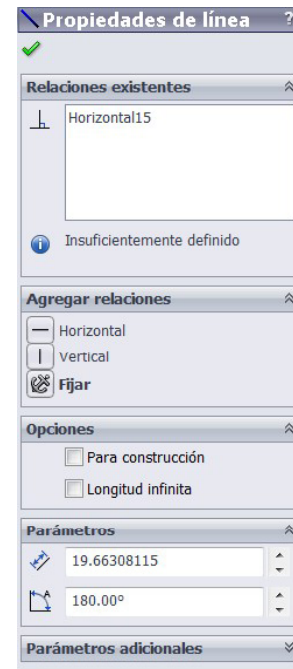 Propiedades de línea ?
Relaciones existentes
Horizontal15
Insuficientemente definido
Agregar relaciones
Horizontal
Vertical
Fijar
Opciones
Para construcción
Longitud infinita
Parámetros
19.66308115
180.00º
Parámetros adicionales